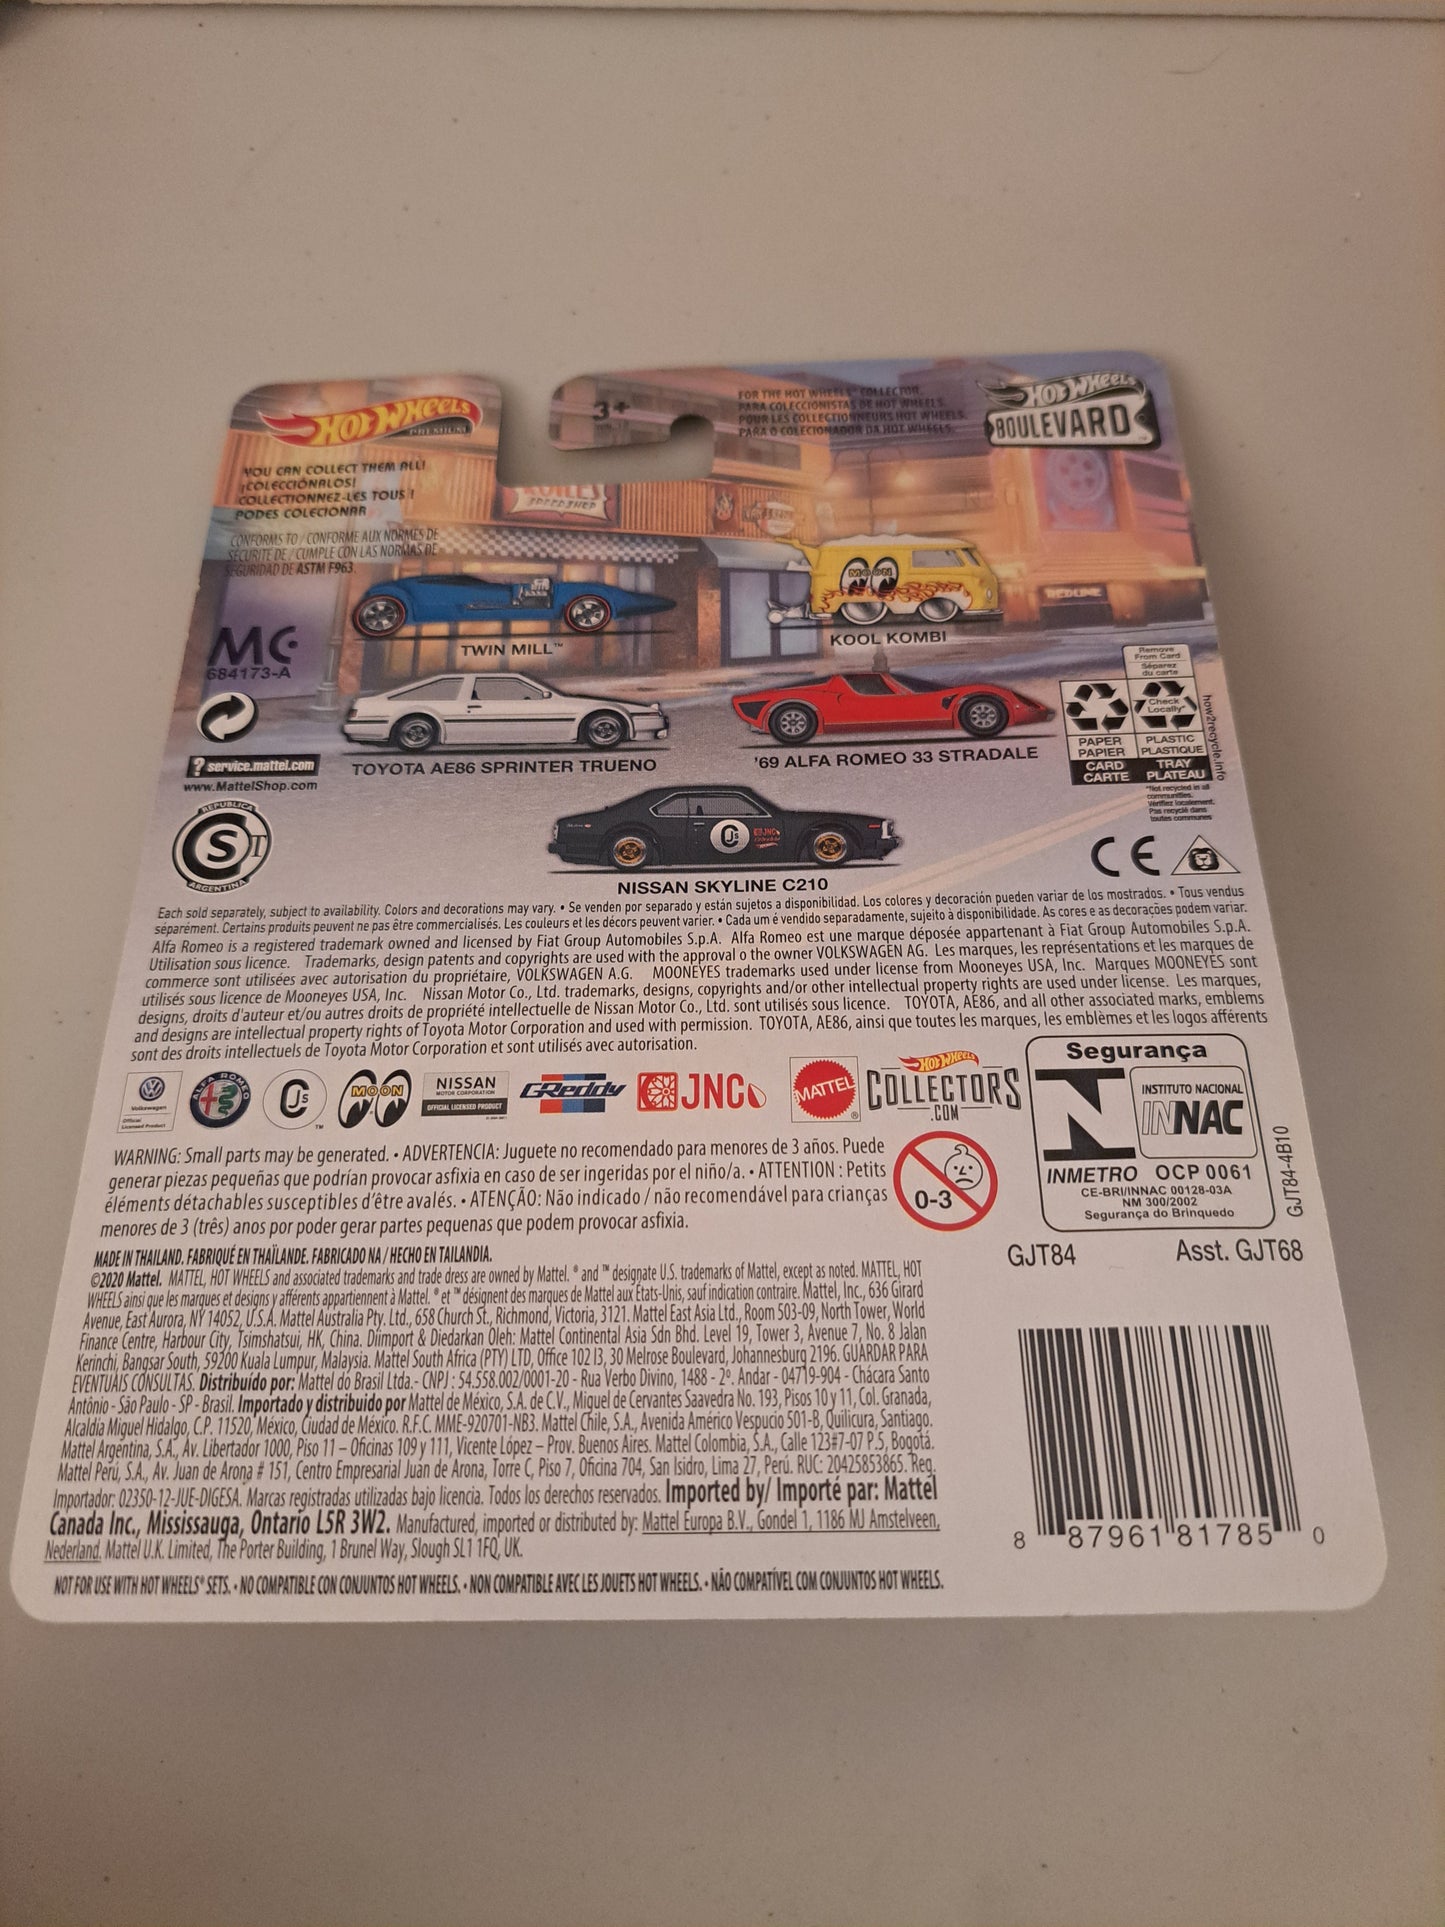 HOT WHEELS
PREMIUM
3+
FOR THE HOT WHEELS® COLLECTOR.
PARA COLECCIONISTAS DE HOT WHEELS.
POUR LES COLLECTIONNEURS HOT WHEELS.
PARA O COLECIONADOR DA HOT WHEELS.
HOT WHEELS
BOULEVARD™
YOU CAN COLLECT THEM ALL!
¡COLECCIÓNALOS!
COLLECTIONNEZ-LES TOUS !
PODES COLECIONAR
CONFORMS TO / CONFORME AUX NORMES DE
SÉCURITÉ DE / CUMPLE CON LAS NORMAS DE
SEGURIDAD DE ASTM F963.
SPEEDSHOP
MOON
REDLINE
TWIN MILL™
KOOL KOMBI
MC
684173-A
TOYOTA AE86 SPRINTER TRUENO
'69 ALFA ROMEO 33 STRADALE
Remove
From Card
Séparez
du carte
Check
Locally*
PAPER
PAPIER
PLASTIC
PLASTIQUE
CARD
CARTE
TRAY
PLATEAU
how2recycle.info
*Not recycled in all
communities.
Vérifiez localement.
Pas recyclé dans
toutes communes
? service.mattel.com
www.MattelShop.com
REPUBLICA
S T
ARGENTINA
CJs JNC
NISSAN SKYLINE C210
CE
Each sold separately, subject to availability. Colors and decorations may vary. • Se venden por separado y están sujetos a disponibilidad. Los colores y decoración pueden variar de los mostrados. • Tous vendus
séparément. Certains produits peuvent ne pas être commercialisés. Les couleurs et les décors peuvent varier. • Cada um é vendido separadamente, sujeito à disponibilidade. As cores e as decorações podem variar.
Alfa Romeo is a registered trademark owned and licensed by Fiat Group Automobiles S.p.A. Alfa Romeo est une marque déposée appartenant à Fiat Group Automobiles S.p.A.
Utilisation sous licence. Trademarks, design patents and copyrights are used with the approval o the owner VOLKSWAGEN AG. Les marques, les représentations et les marques de
commerce sont utilisées avec autorisation du propriétaire, VOLKSWAGEN A.G. MOONEYES trademarks used under license from Mooneyes USA, Inc. Marques MOONEYES sont
utilisés sous licence de Mooneyes USA, Inc. Nissan Motor Co., Ltd. trademarks, designs, copyrights and/or other intellectual property rights are used under license. Les marques,
designs, droits d'auteur et/ou autres droits de propriété intellectuelle de Nissan Motor Co., Ltd. sont utilisés sous licence. TOYOTA, AE86, and all other associated marks, emblems
and designs are intellectual property rights of Toyota Motor Corporation and used with permission. TOYOTA, AE86, ainsi que toutes les marques, les emblèmes et les logos afférents
sont des droits intellectuels de Toyota Motor Corporation et sont utilisés avec autorisation.
Volkswagen
Official
Licensed Product
ALFA ROMEO
CJs™
MOON
NISSAN
MOTOR CORPORATION
OFFICIAL LICENSED PRODUCT
GReddy
JNC
MATTEL®
HOT WHEELS
COLLECTORS
.COM
Segurança
INSTITUTO NACIONAL
INNAC
INMETRO OCP 0061
CE-BRI/INNAC 00128-03A
NM 300/2002
Segurança do Brinquedo
GJT84-4B10
WARNING: Small parts may be generated. • ADVERTENCIA: Juguete no recomendado para menores de 3 años. Puede
generar piezas pequeñas que podrían provocar asfixia en caso de ser ingeridas por el niño/a. • ATTENTION : Petits
éléments détachables susceptibles d'être avalés. • ATENÇÃO: Não indicado / não recomendável para crianças
menores de 3 (três) anos por poder gerar partes pequenas que podem provocar asfixia.
0-3
GJT84 Asst. GJT68
MADE IN THAILAND. FABRIQUÉ EN THAÏLANDE. FABRICADO NA / HECHO EN TAILANDIA.
©2020 Mattel. MATTEL, HOT WHEELS and associated trademarks and trade dress are owned by Mattel. ® and ™ designate U.S. trademarks of Mattel, except as noted. MATTEL, HOT
WHEELS ainsi que les marques et designs y afférents appartiennent à Mattel. ® et ™ désignent des marques de Mattel aux États-Unis, sauf indication contraire. Mattel, Inc., 636 Girard
Avenue, East Aurora, NY 14052, U.S.A. Mattel Australia Pty. Ltd., 658 Church St., Richmond, Victoria, 3121. Mattel East Asia Ltd., Room 503-09, North Tower, World
Finance Centre, Harbour City, Tsimshatsui, HK, China. Diimport & Diedarkan Oleh: Mattel Continental Asia Sdn Bhd. Level 19, Tower 3, Avenue 7, No. 8 Jalan
Kerinchi, Bangsar South, 59200 Kuala Lumpur, Malaysia. Mattel South Africa (PTY) LTD, Office 102 I3, 30 Melrose Boulevard, Johannesburg 2196. GUARDAR PARA
EVENTUAIS CONSULTAS. Distribuído por: Mattel do Brasil Ltda.- CNPJ : 54.558.002/0001-20 - Rua Verbo Divino, 1488 - 2º. Andar - 04719-904 - Chácara Santo
Antônio - São Paulo - SP - Brasil. Importado y distribuido por Mattel de México, S.A. de C.V., Miguel de Cervantes Saavedra No. 193, Pisos 10 y 11, Col. Granada,
Alcaldía Miguel Hidalgo, C.P. 11520, México, Ciudad de México. R.F.C. MME-920701-NB3. Mattel Chile, S.A., Avenida Américo Vespucio 501-B, Quilicura, Santiago.
Mattel Argentina, S.A., Av. Libertador 1000, Piso 11 – Oficinas 109 y 111, Vicente López – Prov. Buenos Aires. Mattel Colombia, S.A., Calle 123#7-07 P.5, Bogotá.
Mattel Perú, S.A., Av. Juan de Arona # 151, Centro Empresarial Juan de Arona, Torre C, Piso 7, Oficina 704, San Isidro, Lima 27, Perú. RUC: 20425853865. Reg.
Importador: 02350-12-JUE-DIGESA. Marcas registradas utilizadas bajo licencia. Todos los derechos reservados. Imported by/ Importé par: Mattel
Canada Inc., Mississauga, Ontario L5R 3W2. Manufactured, imported or distributed by: Mattel Europa B.V., Gondel 1, 1186 MJ Amstelveen,
Nederland. Mattel U.K. Limited, The Porter Building, 1 Brunel Way, Slough SL1 1FQ, UK.
NOT FOR USE WITH HOT WHEELS® SETS. • NO COMPATIBLE CON CONJUNTOS HOT WHEELS. • NON COMPATIBLE AVEC LES JOUETS HOT WHEELS. • NÃO COMPATÍVEL COM CONJUNTOS HOT WHEELS.
8 87961 81785 0